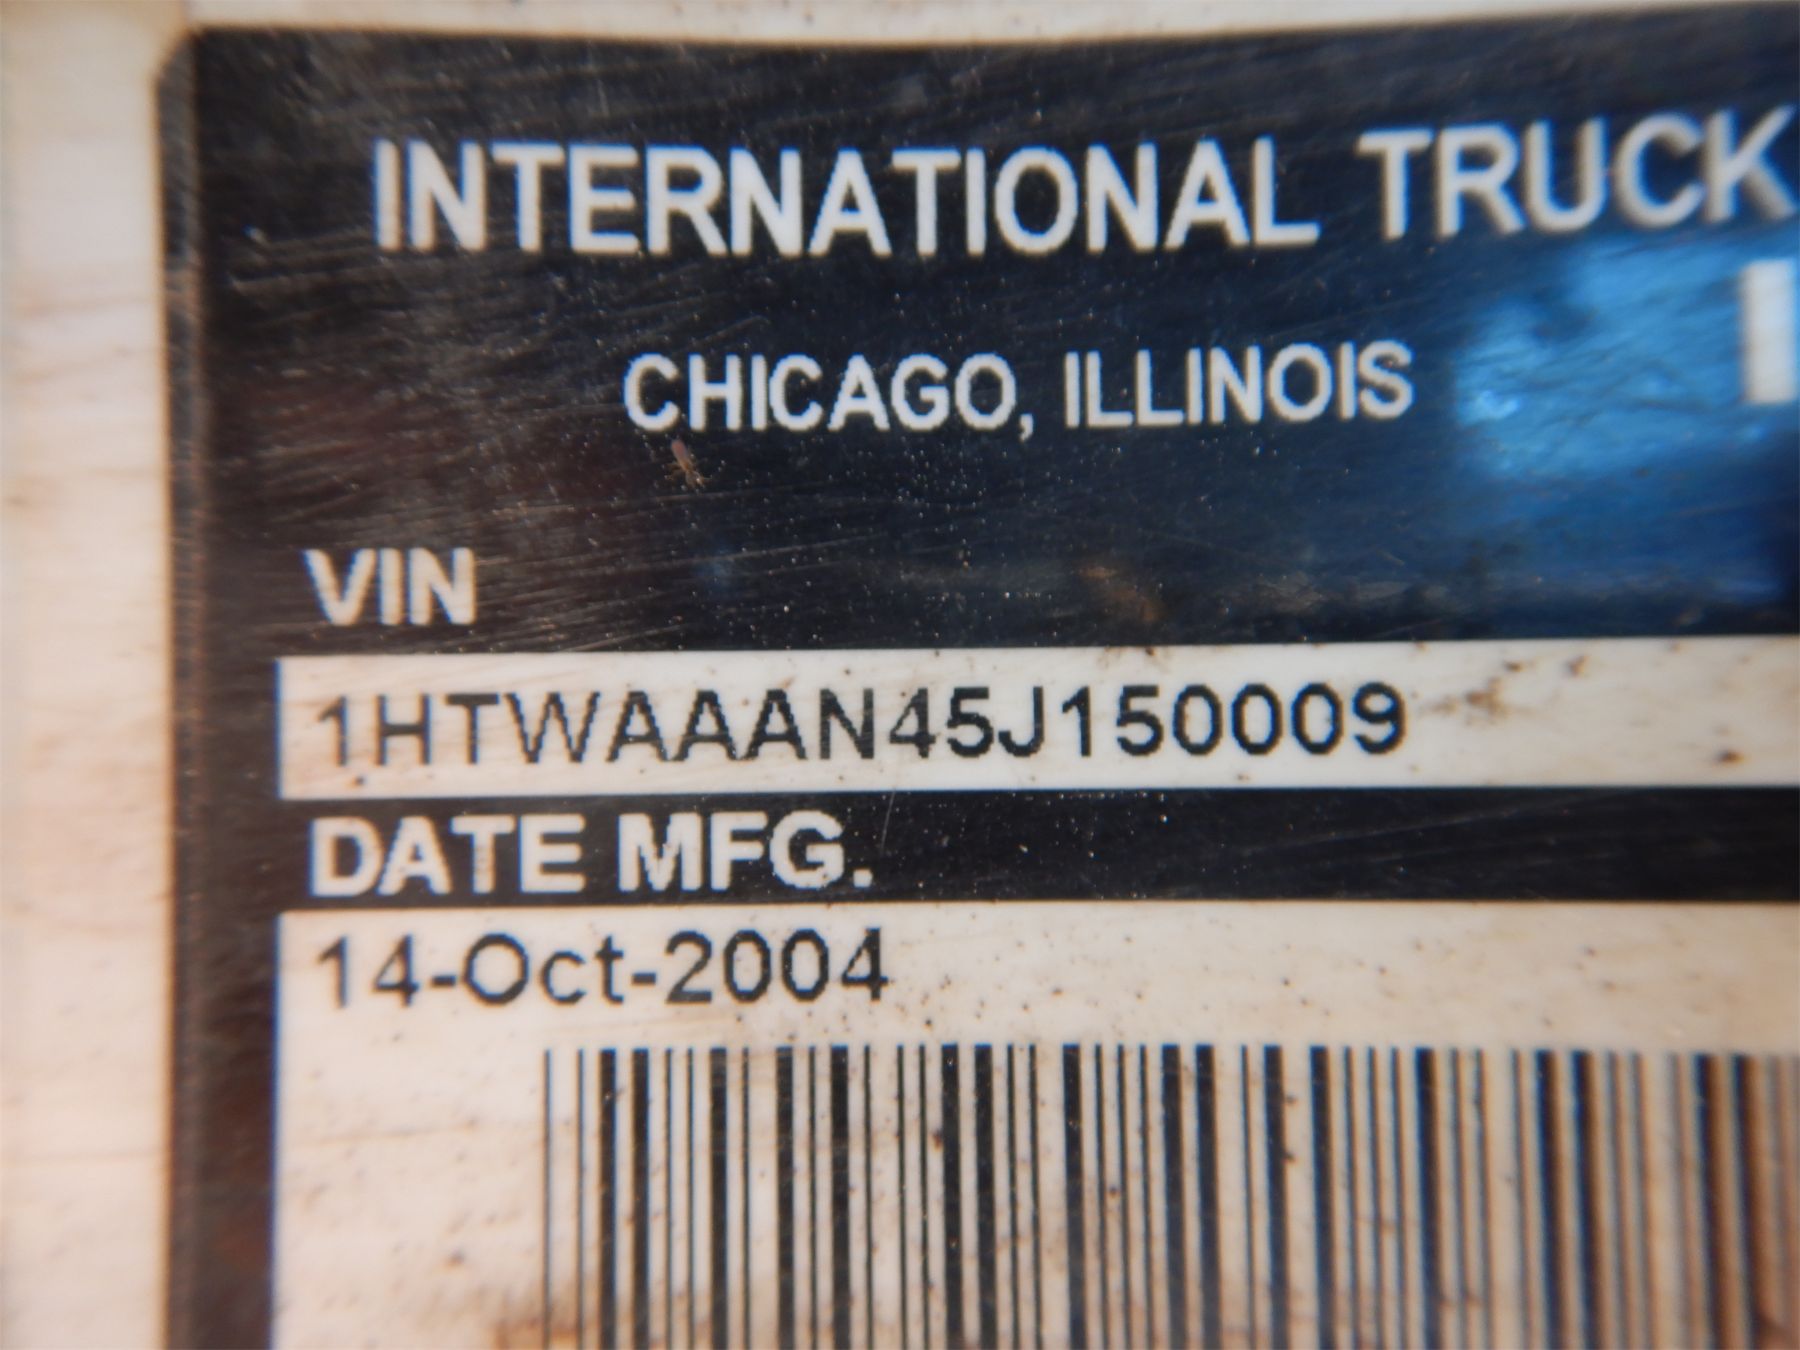 INTERNATIONAL TRUCK
CHICAGO, ILLINOIS
VIN
1HTWAAAN45J150009
DATE MFG.
14-Oct-2004